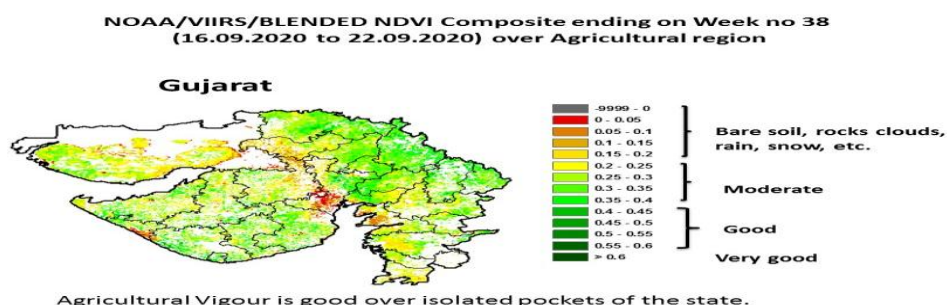 NOAA/VIIRS/BLENDED NDVI Composite ending on Week no 38
(16.09.2020 to 22.09.2020) over Agricultural region
Gujarat
-9999 - 0
0 - 0.05
0.05 - 0.1
0.1 - 0.15
0.15 - 0.2
0.2 - 0.25
0.25 - 0.3
0.3 - 0.35
0.35 - 0.4
0.4 - 0.45
0.45 - 0.5
0.5 - 0.55
0.55 - 0.6
> 0.6
Bare soil, rocks clouds,
rain, snow, etc.
Moderate
Good
Very good
Agricultural Vigour is good over isolated pockets of the state.